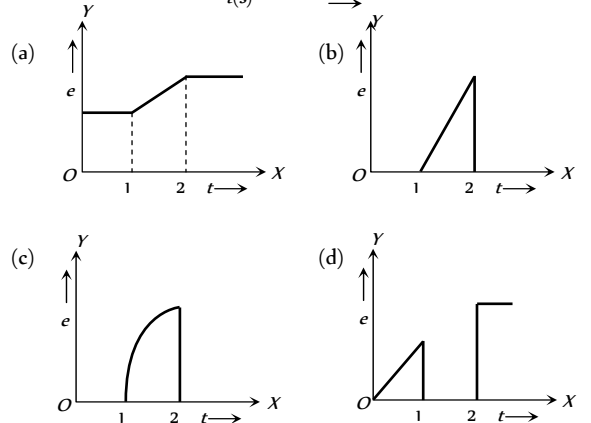 t(s)
Y Y
(a) (b)
e e
O 1 2 t X O 1 2 t X
Y Y
(c) (d)
e e
O 1 2 t X O 1 2 t X